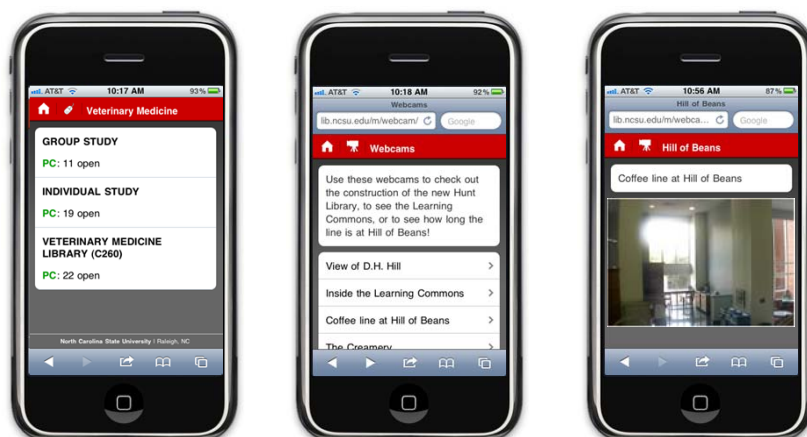 AT&T 10:17 AM 93%
Veterinary Medicine
GROUP STUDY
PC: 11 open
INDIVIDUAL STUDY
PC: 19 open
VETERINARY MEDICINE
LIBRARY (C260)
PC: 22 open
North Carolina State University | Raleigh, NC
AT&T 10:18 AM 92%
Webcams
lib.ncsu.edu/m/webcam/ Google
Webcams
Use these webcams to check out
the construction of the new Hunt
Library, to see the Learning
Commons, or to see how long the
line is at Hill of Beans!
View of D.H. Hill
Inside the Learning Commons
Coffee line at Hill of Beans
The Creamery
AT&T 10:56 AM 87%
Hill of Beans
lib.ncsu.edu/m/webca... Google
Hill of Beans
Coffee line at Hill of Beans